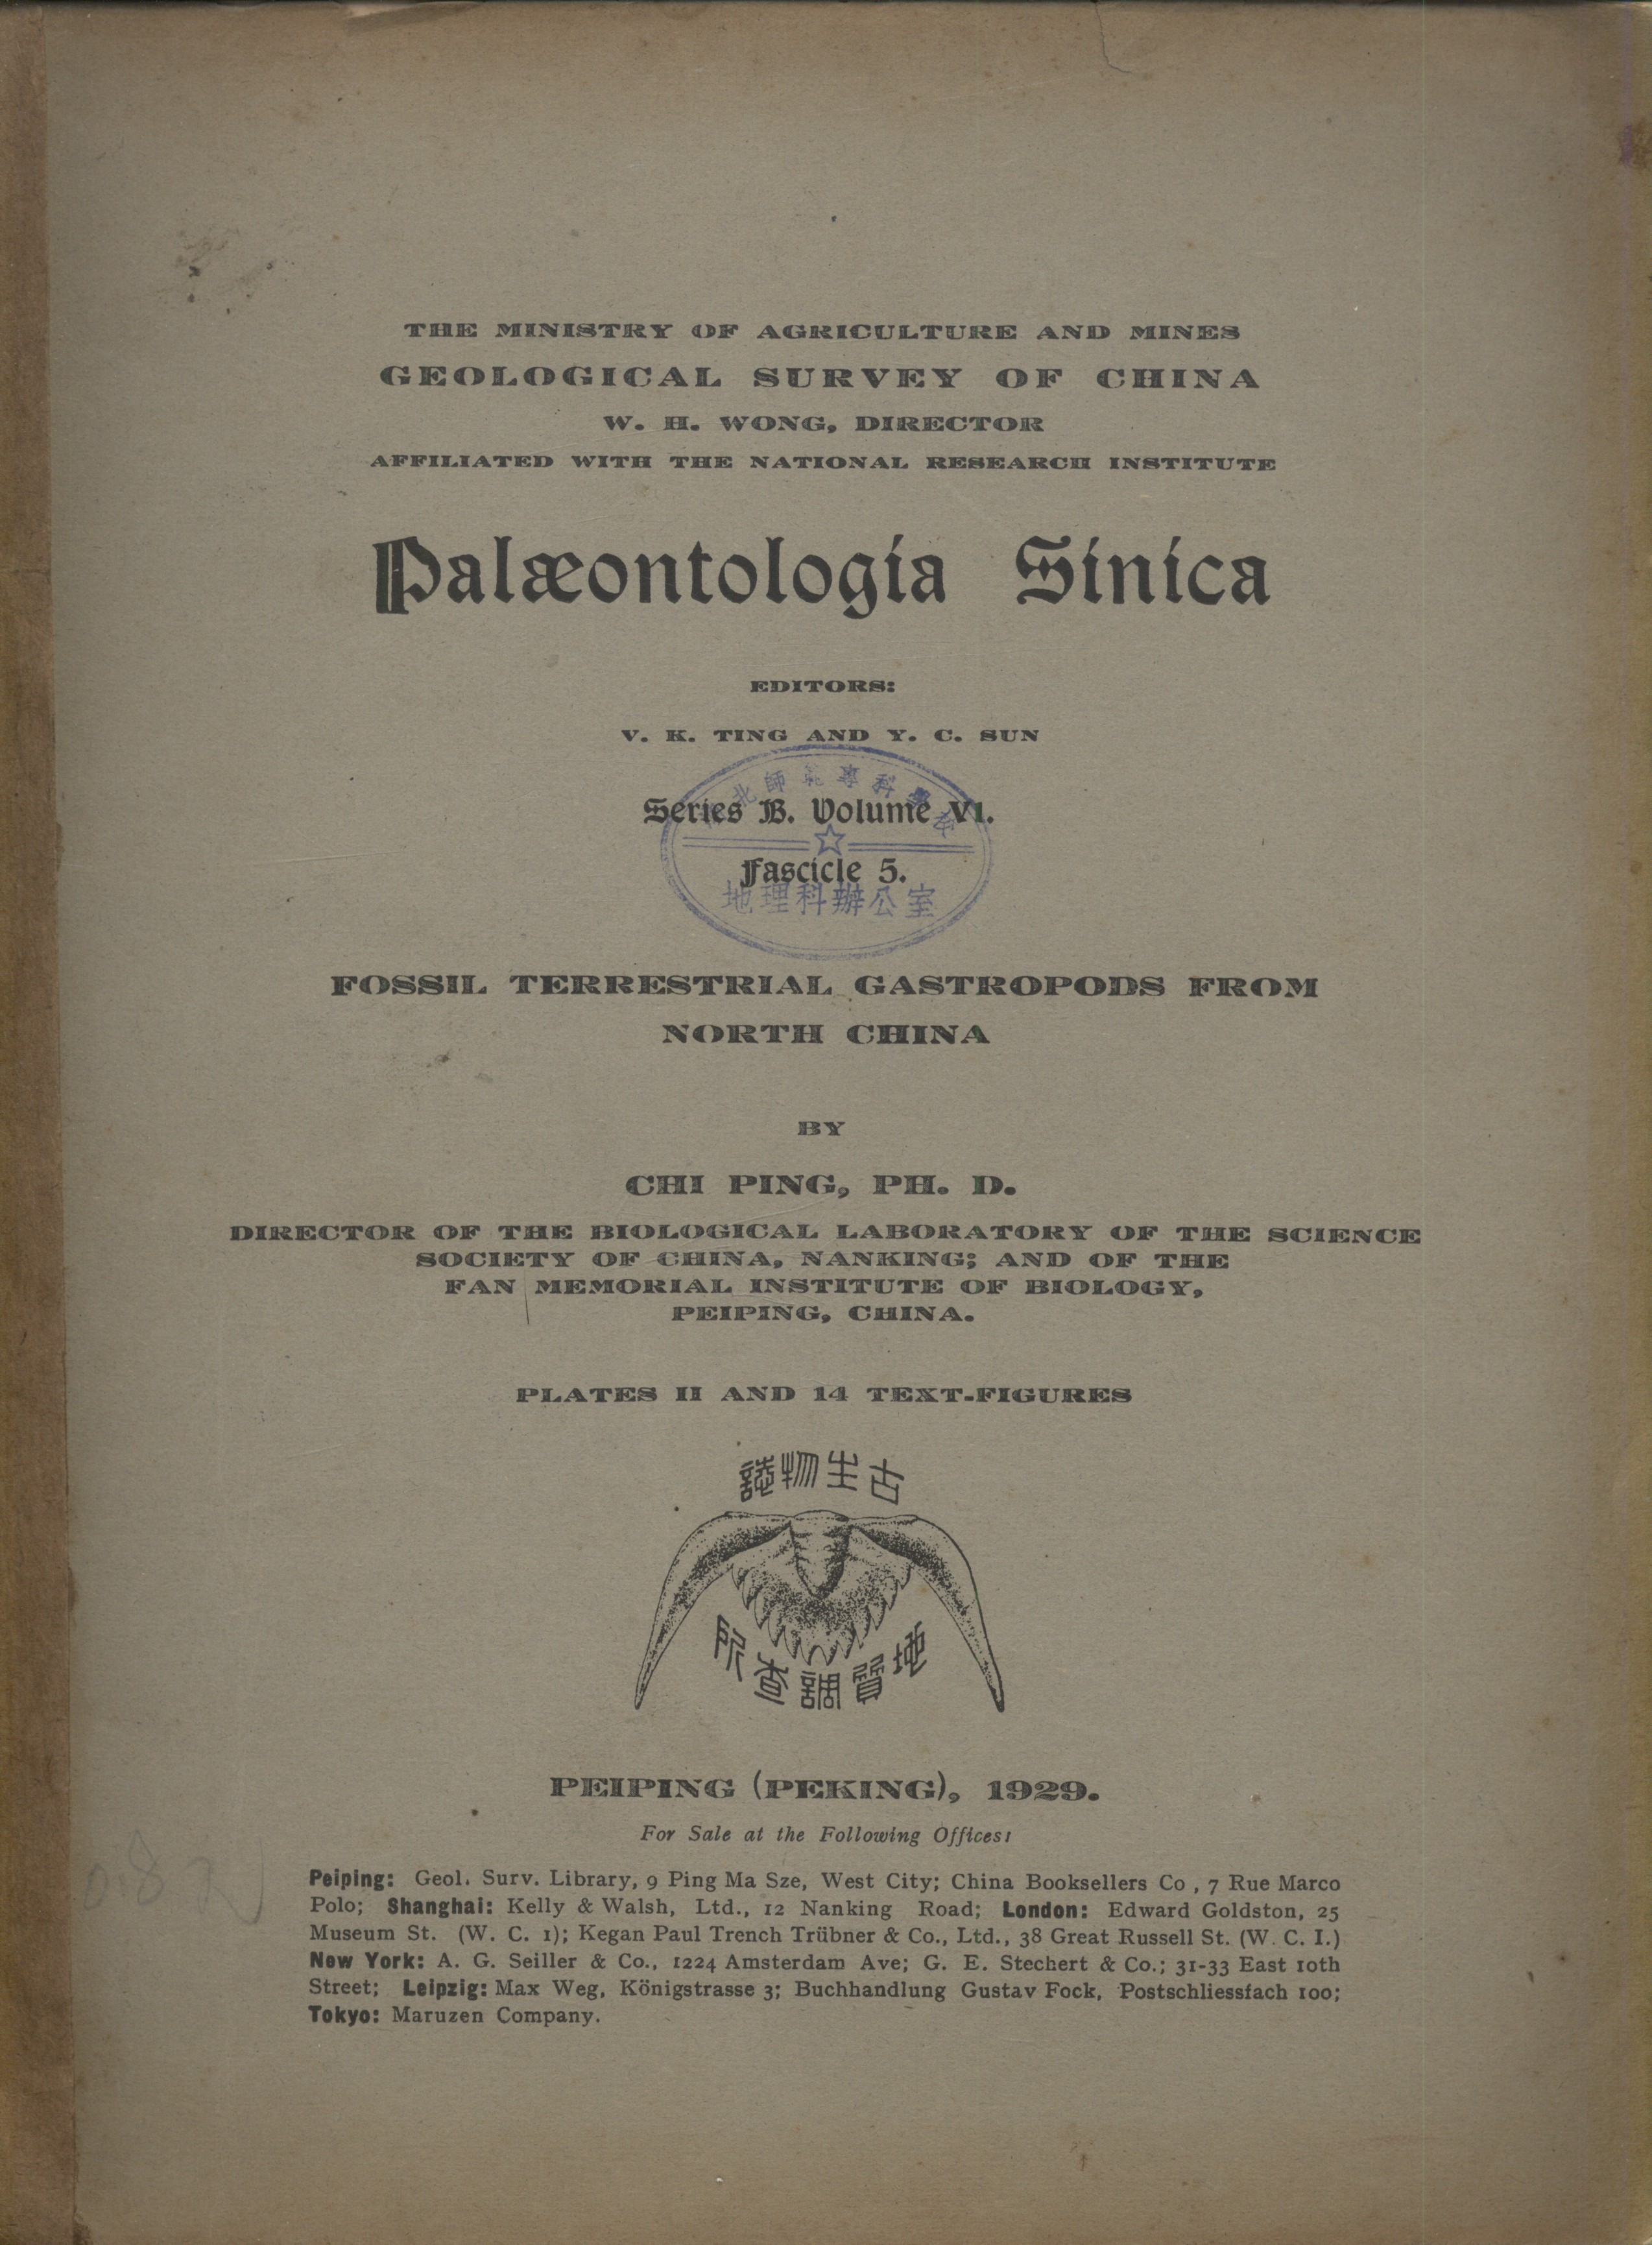 THE MINISTRY OF AGRICULTURE AND MINES
GEOLOGICAL SURVEY OF CHINA
W. H. WONG, DIRECTOR
AFFILIATED WITH THE NATIONAL RESEARCH INSTITUTE
Palæontologia Sinica
EDITORS:
V. K. TING AND Y. C. SUN
北師範專科學校
Series B. Volume VI.
Fascicle 5.
地理科辦公室
FOSSIL TERRESTRIAL GASTROPODS FROM
NORTH CHINA
BY
CHI PING, PH. D.
DIRECTOR OF THE BIOLOGICAL LABORATORY OF THE SCIENCE
SOCIETY OF CHINA, NANKING; AND OF THE
FAN MEMORIAL INSTITUTE OF BIOLOGY,
PEIPING, CHINA.
PLATES II AND 14 TEXT-FIGURES
古生物誌
地質調查所
PEIPING (PEKING), 1929.
For Sale at the Following Offices:
Peiping: Geol. Surv. Library, 9 Ping Ma Sze, West City; China Booksellers Co , 7 Rue Marco
Polo; Shanghai: Kelly & Walsh, Ltd., 12 Nanking Road; London: Edward Goldston, 25
Museum St. (W. C. 1); Kegan Paul Trench Trübner & Co., Ltd., 38 Great Russell St. (W. C. I.)
New York: A. G. Seiller & Co., 1224 Amsterdam Ave; G. E. Stechert & Co.; 31-33 East 10th
Street; Leipzig: Max Weg, Königstrasse 3; Buchhandlung Gustav Fock, Postschliessfach 100;
Tokyo: Maruzen Company.